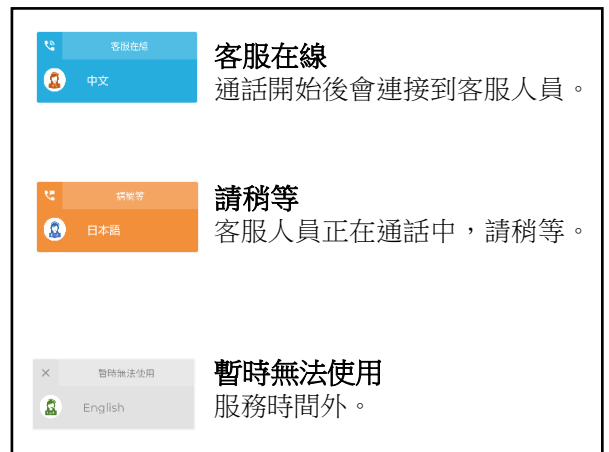 客服在線
中文
客服在線
通話開始後會連接到客服人員。
請稍等
日本語
請稍等
客服人員正在通話中，請稍等。
暫時無法使用
English
暫時無法使用
服務時間外。